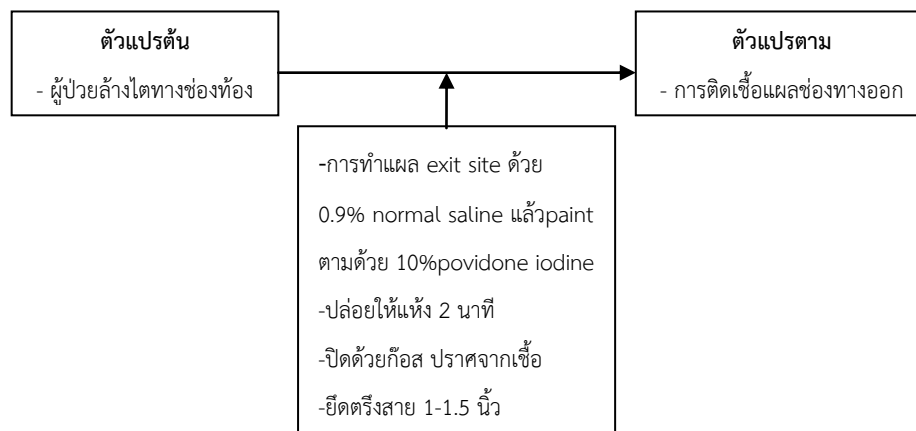 ตัวแปรต้น
- ผู้ป่วยล้างไตทางช่องท้อง
ตัวแปรตาม
- การติดเชื้อแผลช่องทางออก
-การทำแผล exit site ด้วย
0.9% normal saline แล้วpaint
ตามด้วย 10%povidone iodine
-ปล่อยให้แห้ง 2 นาที
-ปิดด้วยก๊อส ปราศจากเชื้อ
-ยึดตรึงสาย 1-1.5 นิ้ว